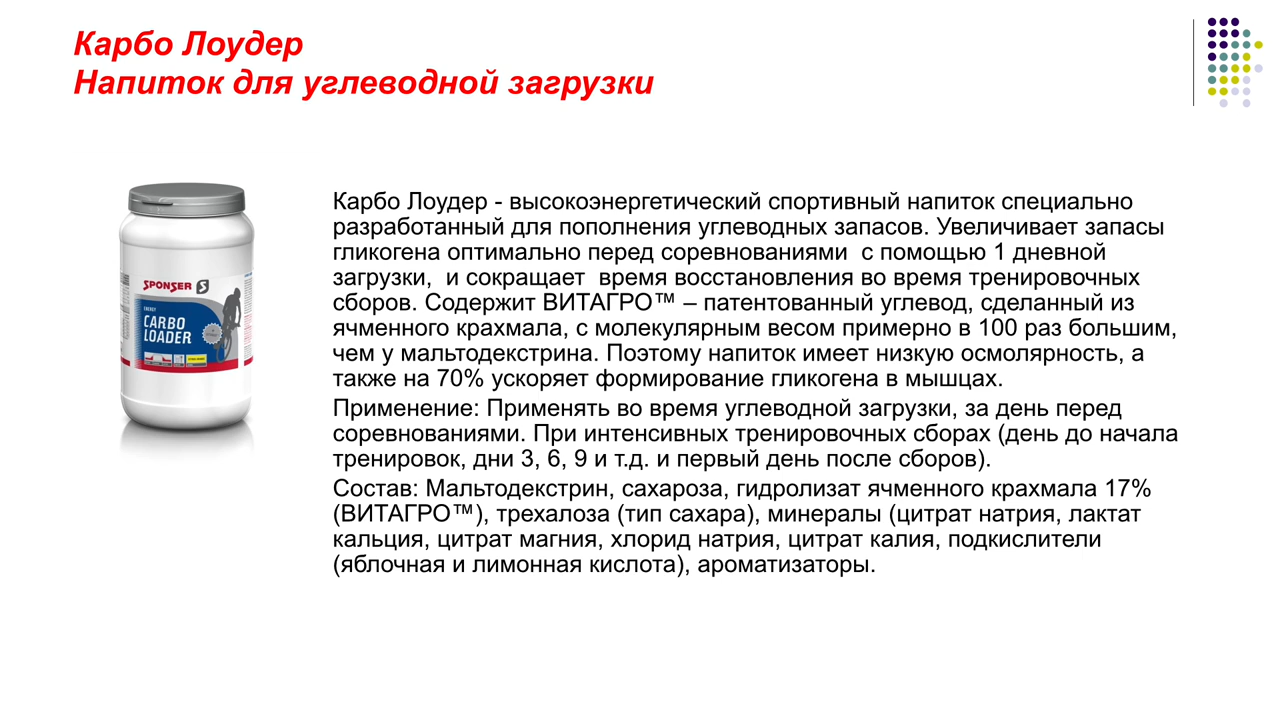 Карбо Лоудер
Напиток для углеводной загрузки
Карбо Лоудер - высокоэнергетический спортивный напиток специально
разработанный для пополнения углеводных запасов. Увеличивает запасы
гликогена оптимально перед соревнованиями  с помощью 1 дневной
загрузки,  и сокращает  время восстановления во время тренировочных
сборов. Содержит ВИТАГРО™ – патентованный углевод, сделанный из
ячменного крахмала, с молекулярным весом примерно в 100 раз большим,
чем у мальтодекстрина. Поэтому напиток имеет низкую осмолярность, а
также на 70% ускоряет формирование гликогена в мышцах.
Применение: Применять во время углеводной загрузки, за день перед
соревнованиями. При интенсивных тренировочных сборах (день до начала
тренировок, дни 3, 6, 9 и т.д. и первый день после сборов).
Состав: Мальтодекстрин, сахароза, гидролизат ячменного крахмала 17%
(ВИТАГРО™), трехалоза (тип сахара), минералы (цитрат натрия, лактат
кальция, цитрат магния, хлорид натрия, цитрат калия, подкислители
(яблочная и лимонная кислота), ароматизаторы.
SPONSER S
ENERGY
CARBO
LOADER